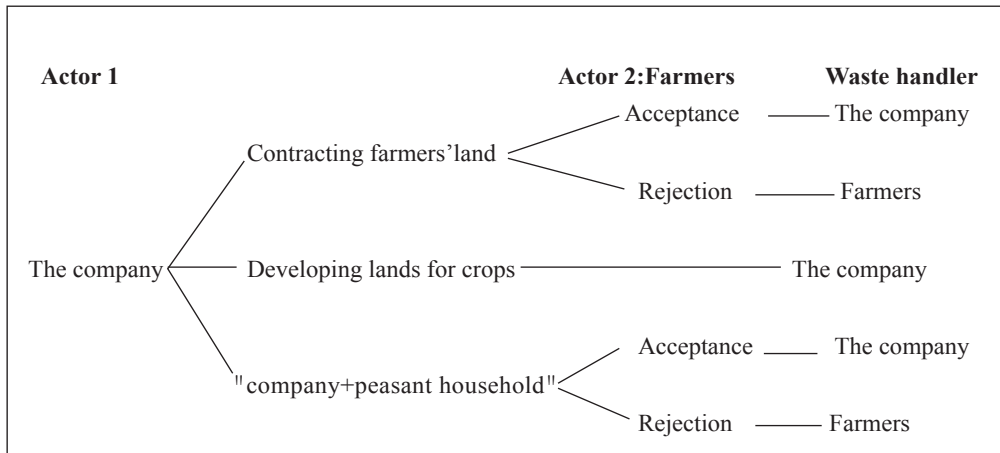 Actor 1 Actor 2:Farmers Waste handler
Acceptance The company
Contracting farmers'land
Rejection Farmers
The company Developing lands for crops The company
Acceptance The company
"company+peasant household"
Rejection Farmers